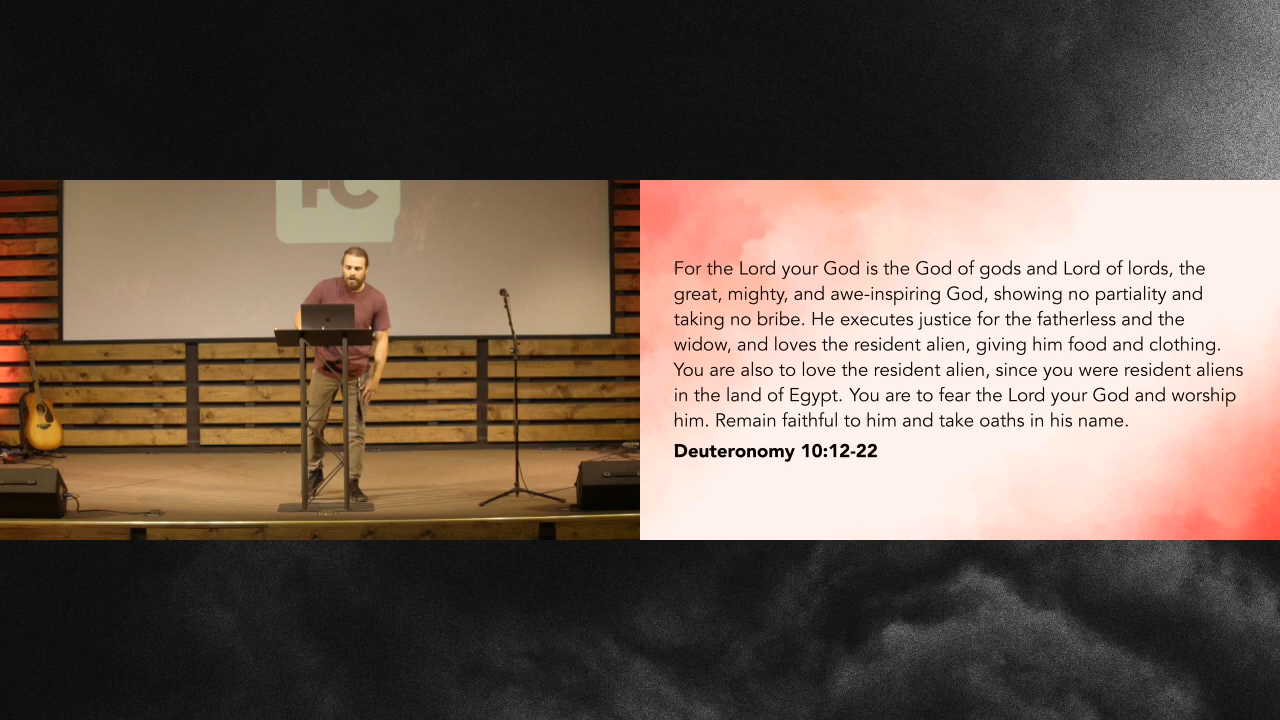 FC
For the Lord your God is the God of gods and Lord of lords, the
great, mighty, and awe-inspiring God, showing no partiality and
taking no bribe. He executes justice for the fatherless and the
widow, and loves the resident alien, giving him food and clothing.
You are also to love the resident alien, since you were resident aliens
in the land of Egypt. You are to fear the Lord your God and worship
him. Remain faithful to him and take oaths in his name.
Deuteronomy 10:12-22